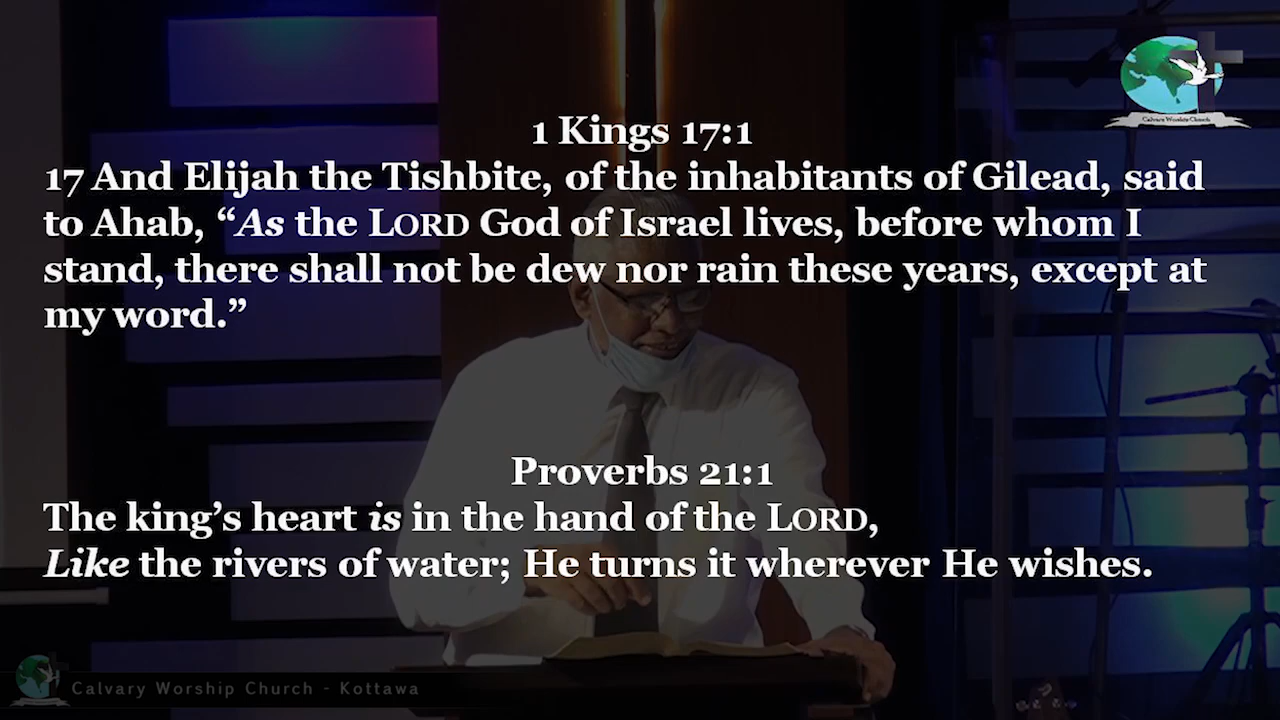 Calvary Worship Church
1 Kings 17:1
17 And Elijah the Tishbite, of the inhabitants of Gilead, said
to Ahab, “As the LORD God of Israel lives, before whom I
stand, there shall not be dew nor rain these years, except at
my word.”
Proverbs 21:1
The king’s heart is in the hand of the LORD,
Like the rivers of water; He turns it wherever He wishes.
Calvary Worship Church - Kottawa